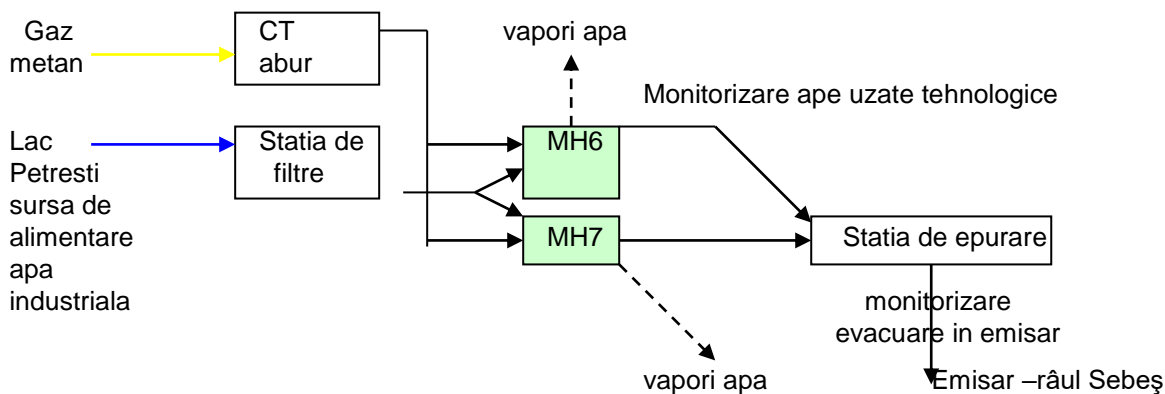 Gaz
metan
CT
abur
vapori apa
Monitorizare ape uzate tehnologice
Lac
Petresti
sursa de
alimentare
apa
industriala
Statia de
filtre
MH6
MH7
Statia de epurare
monitorizare
evacuare in emisar
vapori apa
Emisar –râul Sebeş